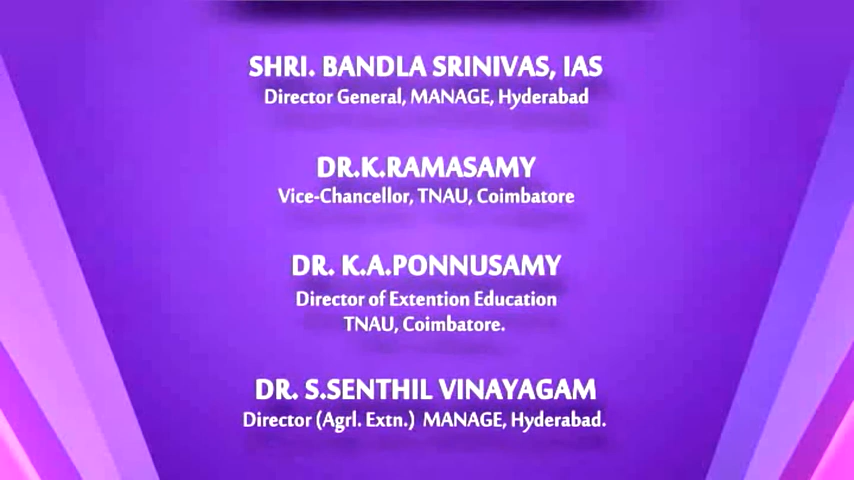 SHRI. BANDLA SRINIVAS, IAS
Director General, MANAGE, Hyderabad
DR.K.RAMASAMY
Vice-Chancellor, TNAU, Coimbatore
DR. K.A.PONNUSAMY
Director of Extention Education
TNAU, Coimbatore.
DR. S.SENTHIL VINAYAGAM
Director (Agrl. Extn.) MANAGE, Hyderabad.